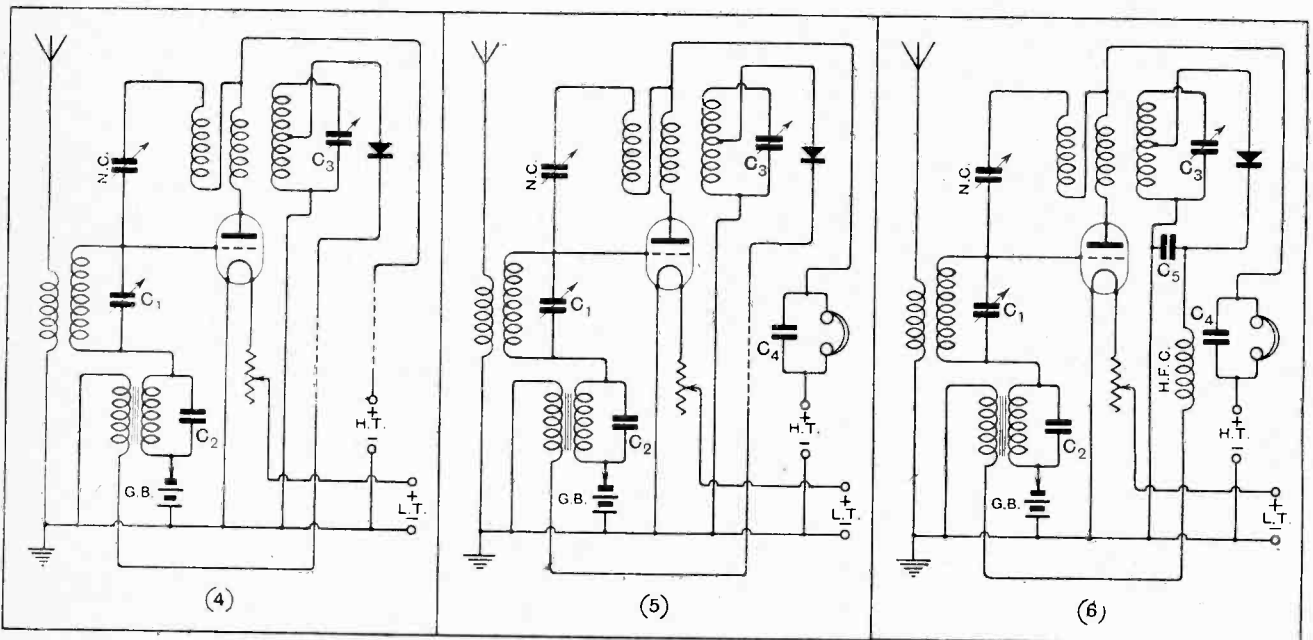 N.C.
C3
C1
C2
G.B.
+
H.T.
−
+
L.T.
−
(4)
N.C.
C3
C1
C4
C2
+
H.T.
−
G.B.
+
L.T.
−
(5)
N.C.
C3
C5
C1
C4
H.F.C.
C2
+
H.T.
−
G.B.
+
L.T.
−
(6)